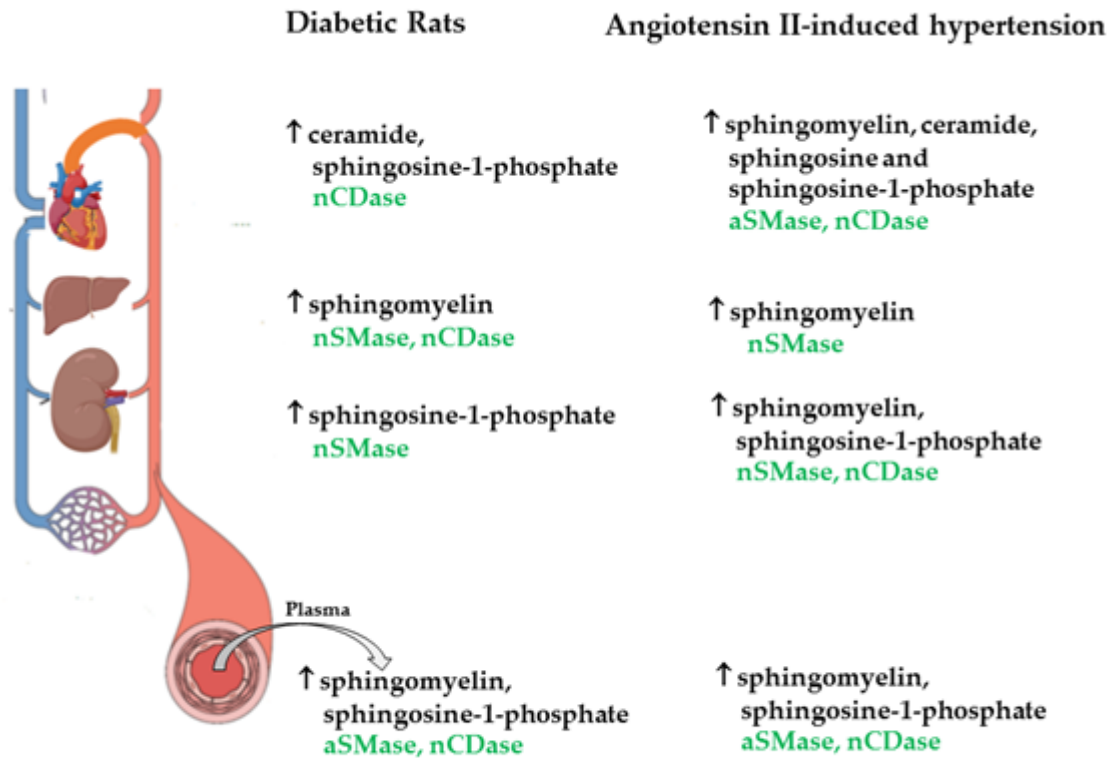 Diabetic Rats
Angiotensin II-induced hypertension
↑ ceramide,
sphingosine-1-phosphate
nCDase
↑ sphingomyelin, ceramide,
sphingosine and
sphingosine-1-phosphate
aSMase, nCDase
↑ sphingomyelin
nSMase, nCDase
↑ sphingomyelin
nSMase
↑ sphingosine-1-phosphate
nSMase
↑ sphingomyelin,
sphingosine-1-phosphate
nSMase, nCDase
Plasma
↑ sphingomyelin,
sphingosine-1-phosphate
aSMase, nCDase
↑ sphingomyelin,
sphingosine-1-phosphate
aSMase, nCDase